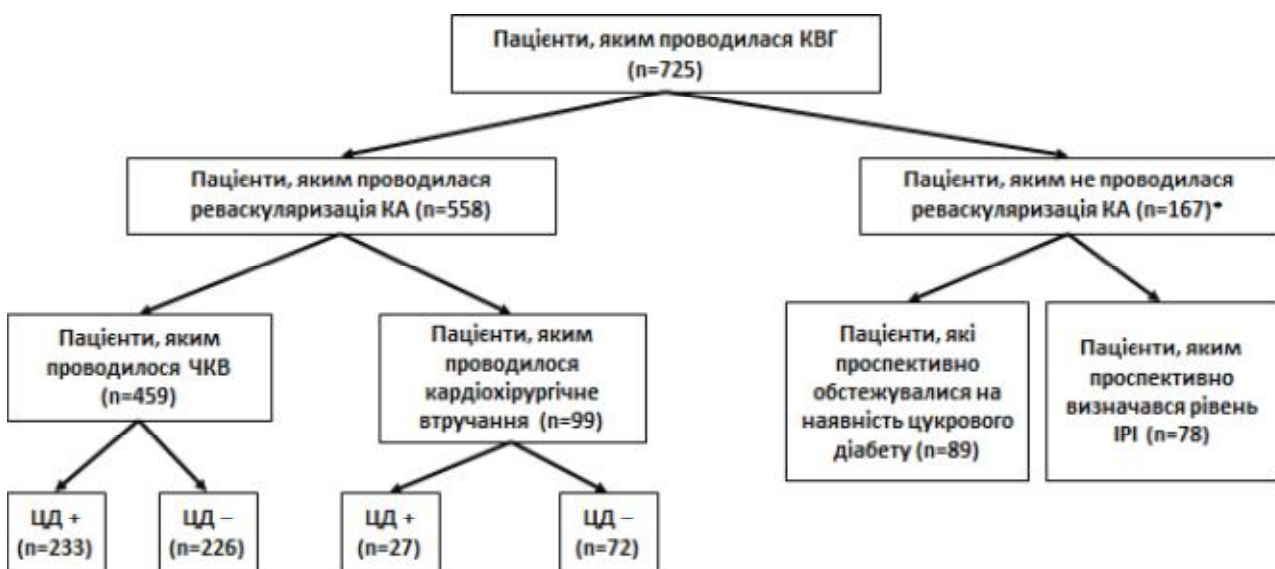 Пацієнти, яким проводилася КВГ
(n=725)
Пацієнти, яким проводилася
реваскуляризація КА (n=558)
Пацієнти, яким не проводилася
реваскуляризація КА (n=167)*
Пацієнти, яким
проводилося ЧКВ
(n=459)
Пацієнти, яким
проводилося
кардіохірургічне
втручання (n=99)
Пацієнти, які
проспективно
обстежувалися на
наявність цукрового
діабету (n=89)
Пацієнти, яким
проспективно
визначався рівень
ІРІ (n=78)
ЦД +
(n=233)
ЦД –
(n=226)
ЦД +
(n=27)
ЦД –
(n=72)